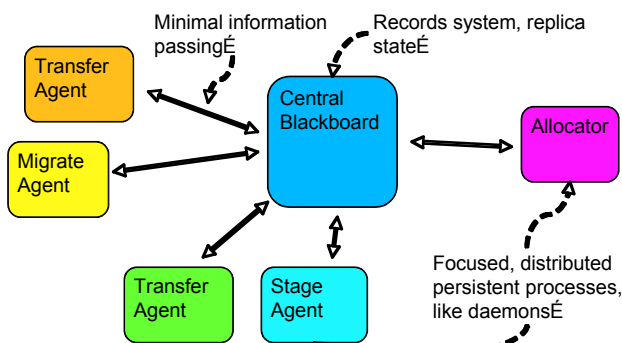 Minimal information
passingÉ
Records system, replica
stateÉ
Transfer
Agent
Central
Blackboard
Allocator
Migrate
Agent
Transfer
Agent
Stage
Agent
Focused, distributed
persistent processes,
like daemonsÉ